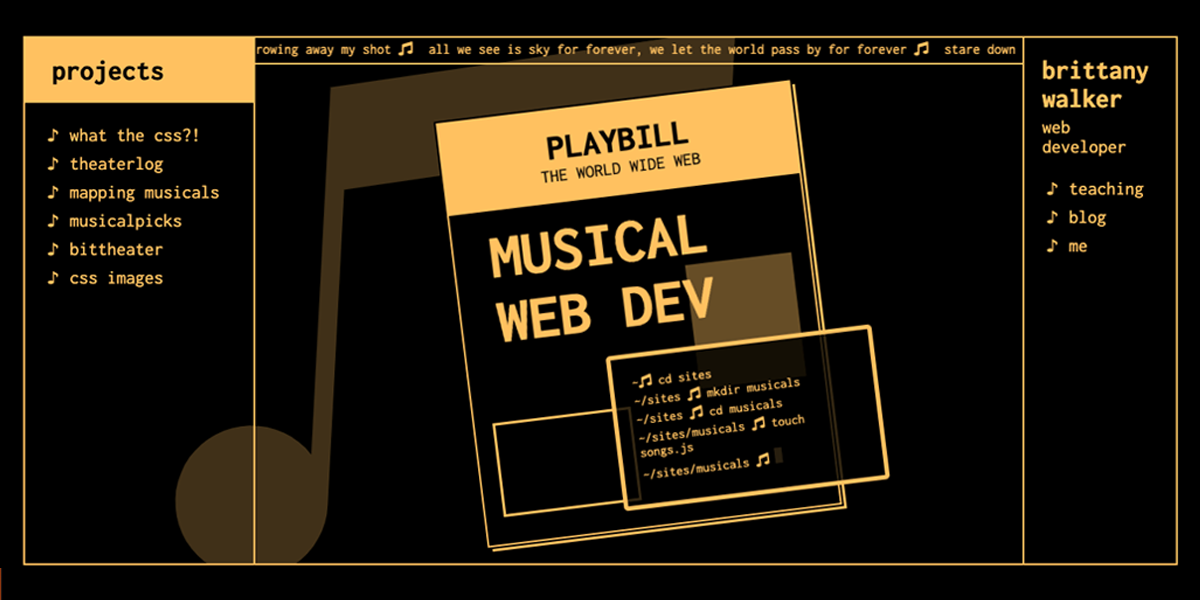 projects
♪ what the css?!
♪ theaterlog
♪ mapping musicals
♪ musicalpicks
♪ bittheater
♪ css images
rowing away my shot 🎵 all we see is sky for forever, we let the world pass by for forever 🎵 stare down
PLAYBILL
THE WORLD WIDE WEB
MUSICAL
WEB DEV
~🎵 cd sites
~/sites 🎵 mkdir musicals
~/sites 🎵 cd musicals
~/sites/musicals 🎵 touch
songs.js
~/sites/musicals 🎵
brittany
walker
web
developer
♪ teaching
♪ blog
♪ me